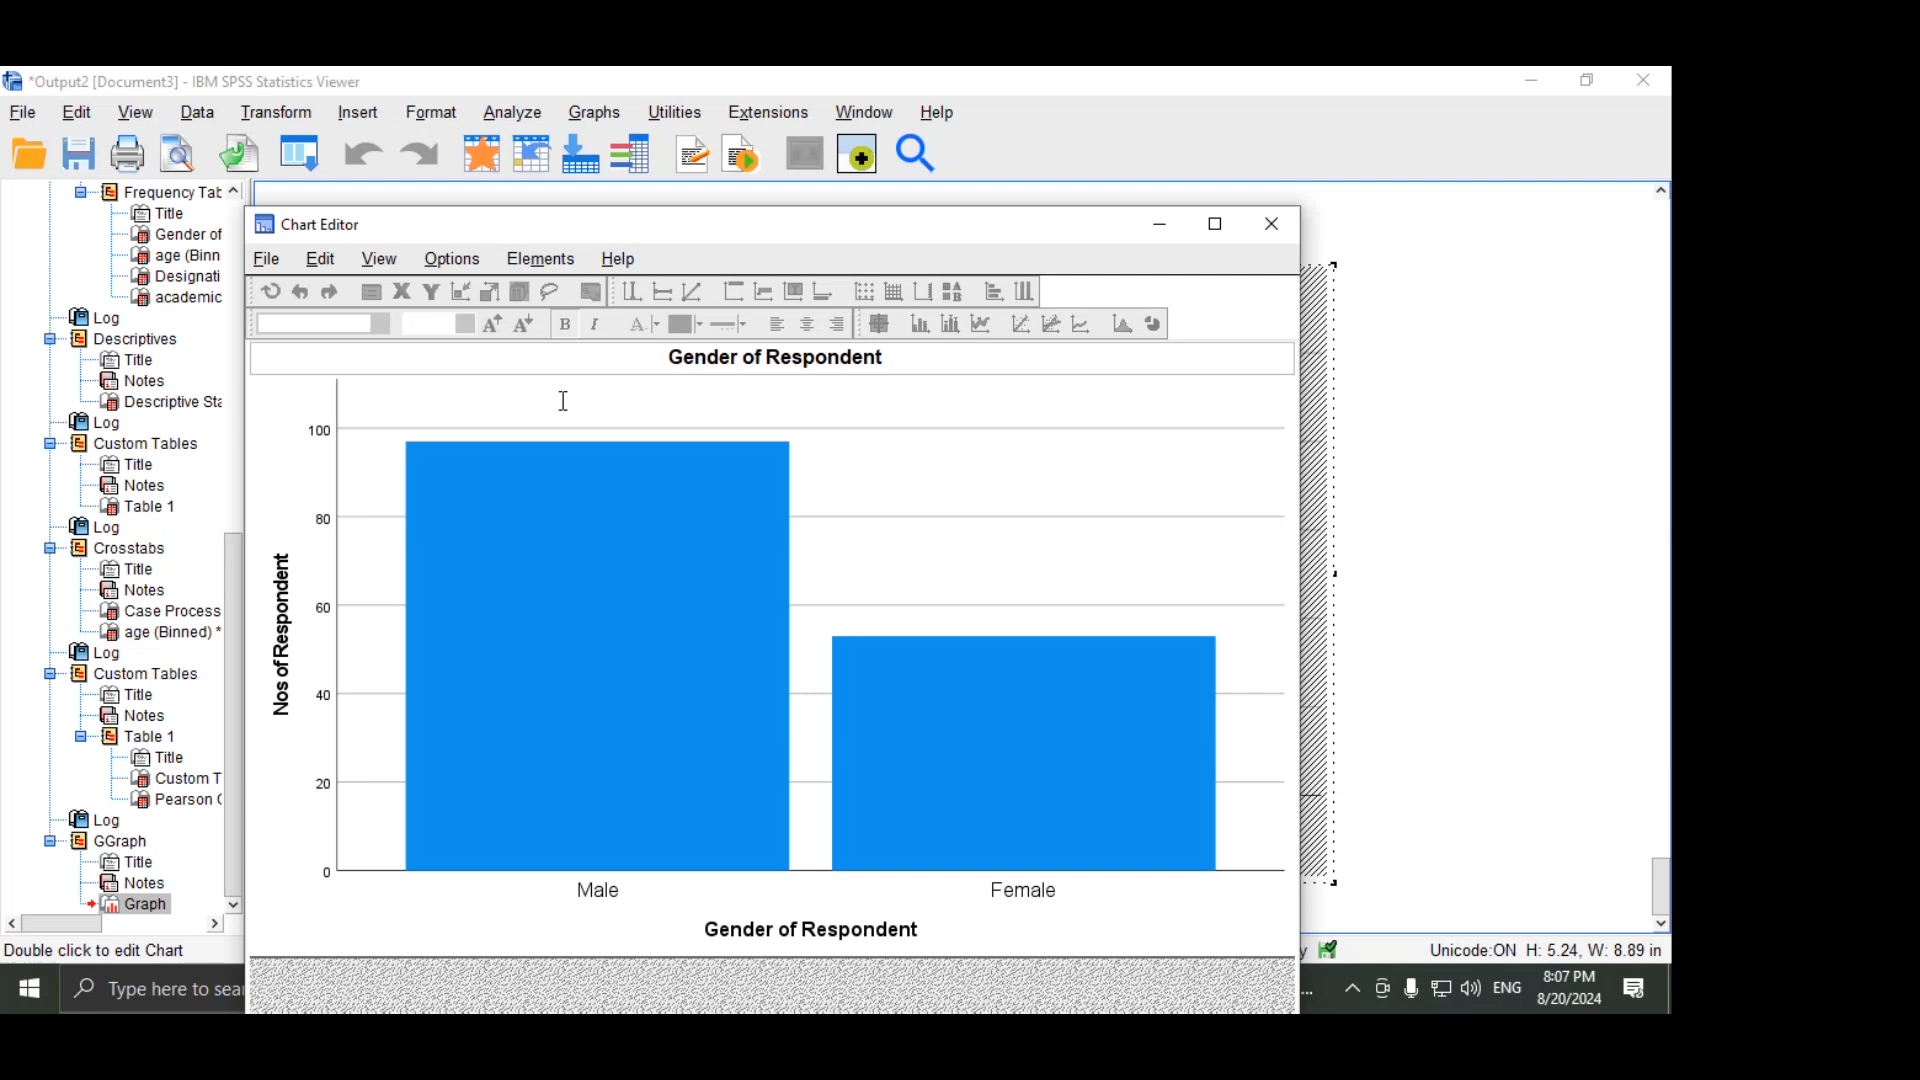 *Output2 [Document3] - IBM SPSS Statistics Viewer
File Edit View Data Transform Insert Format Analyze Graphs Utilities Extensions Window Help
Frequency Tab
Title
Gender of
age (Binn
Designati
academic
Log
Descriptives
Title
Notes
Descriptive Sta
Log
Custom Tables
Title
Notes
Table 1
Log
Crosstabs
Title
Notes
Case Process
age (Binned) *
Log
Custom Tables
Title
Notes
Table 1
Title
Custom T
Pearson C
Log
GGraph
Title
Notes
Graph
Chart Editor
File Edit View Options Elements Help
X Y
A B
B I A
Gender of Respondent
100
80
60
40
20
0
Nos of Respondent
Male Female
Gender of Respondent
Double click to edit Chart
y Unicode:ON H: 5.24, W: 8.89 in
Type here to sear
... ENG 8:07 PM
8/20/2024